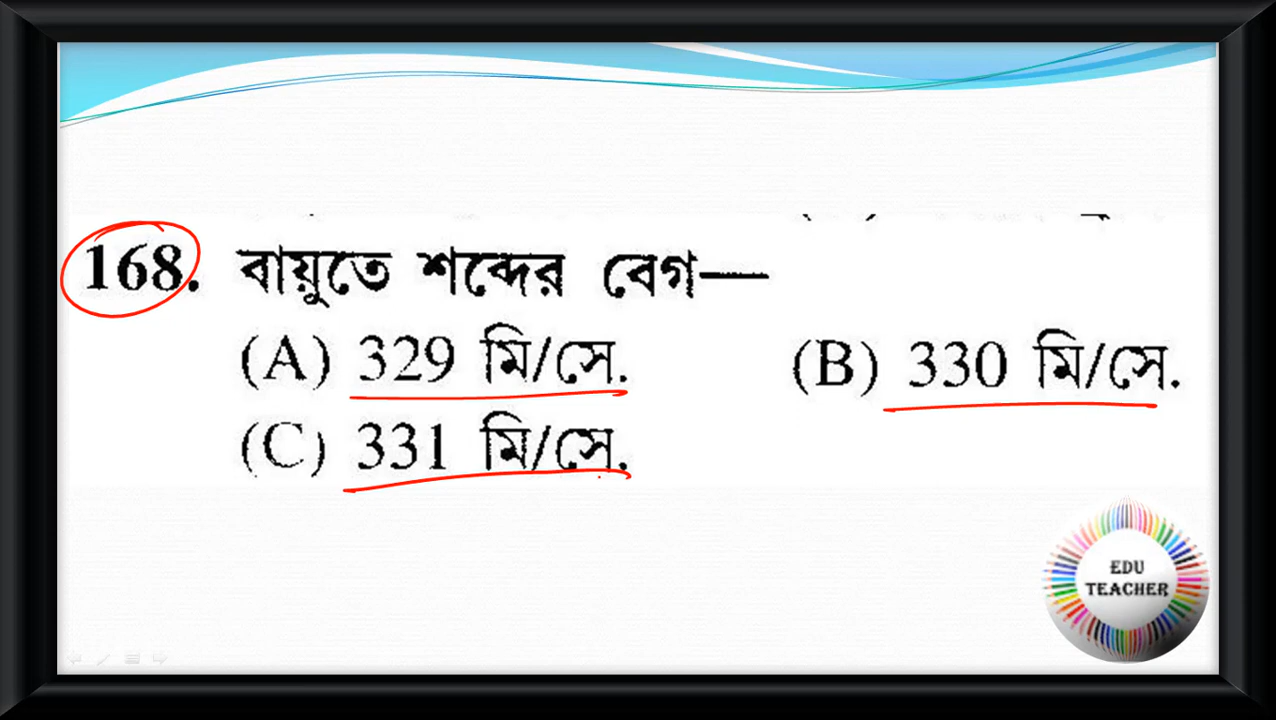 168. বায়ুতে শব্দের বেগ—
(A) 329 মি/সে. (B) 330 মি/সে.
(C) 331 মি/সে.
EDU
TEACHER